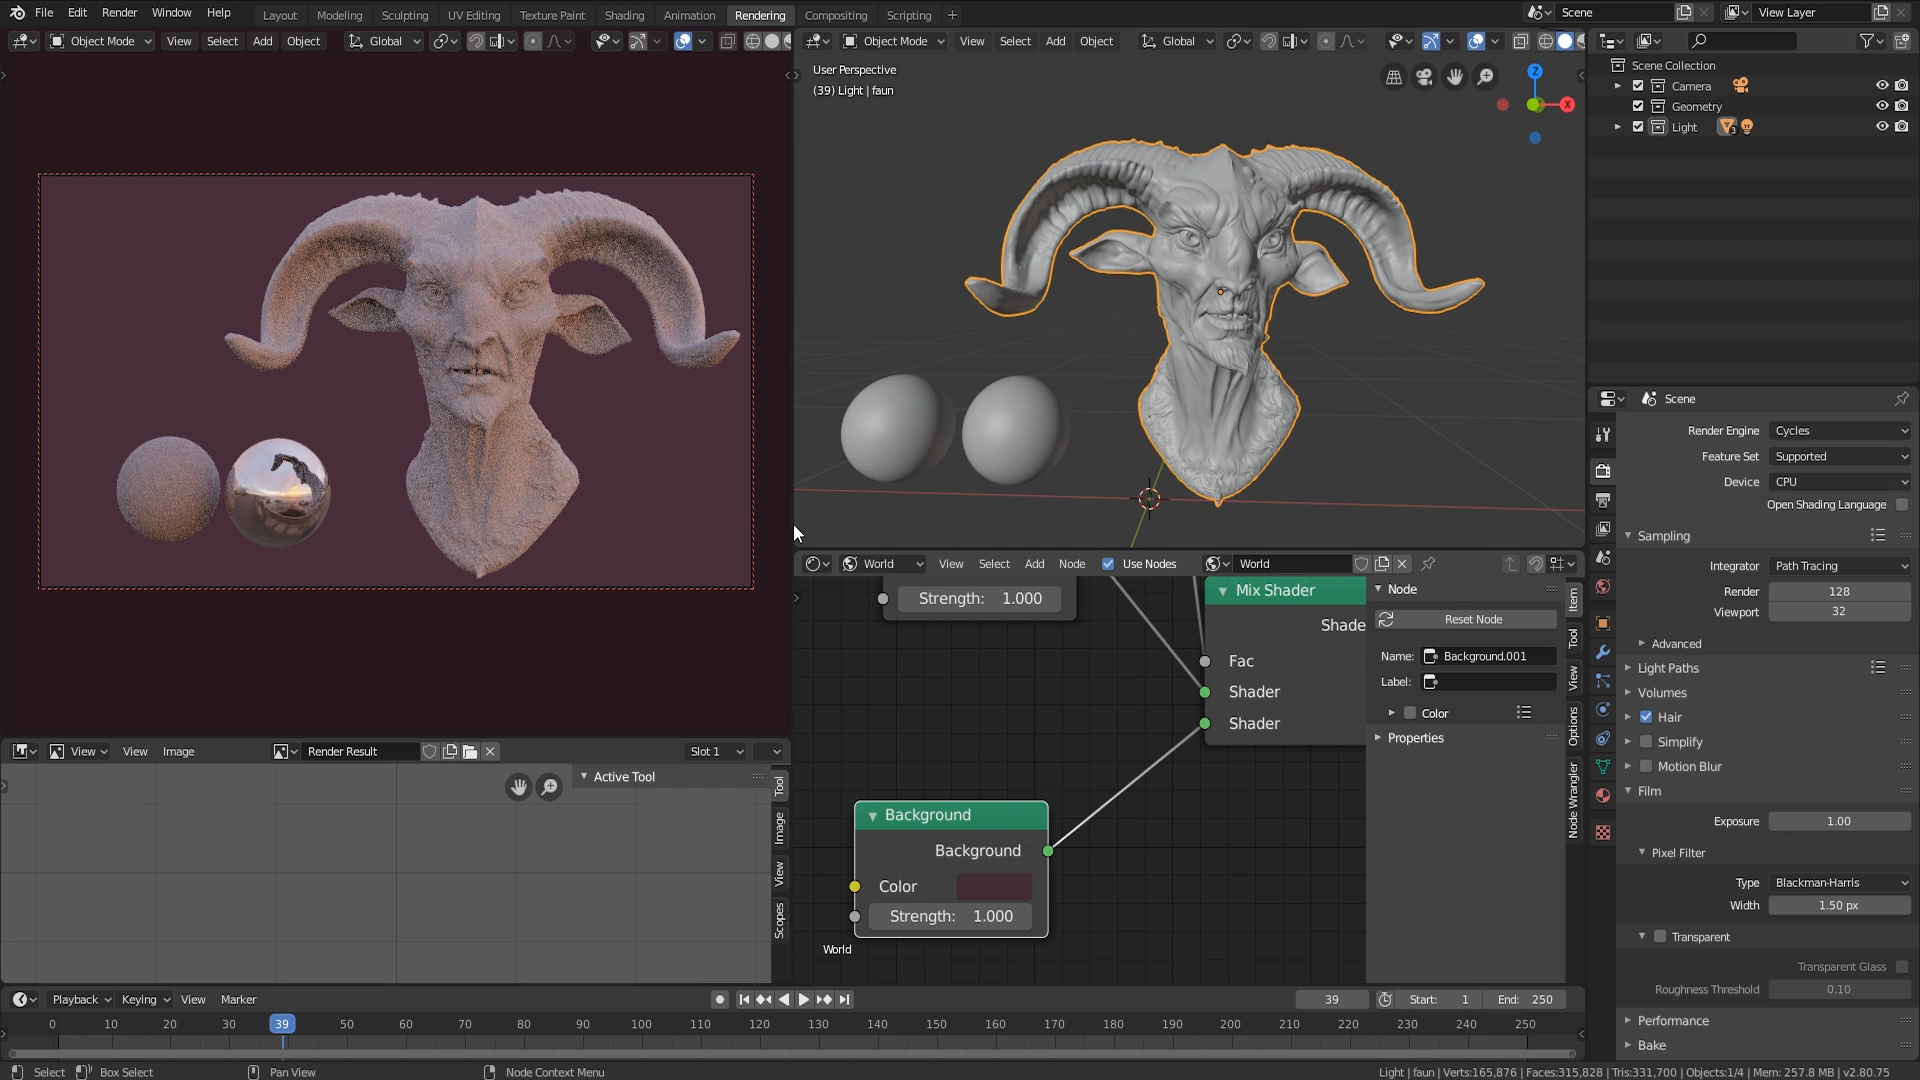 File Edit Render Window Help Layout Modeling Sculpting UV Editing Texture Paint Shading Animation Rendering Compositing Scripting + Scene View Layer
Object Mode View Select Add Object Global
Object Mode View Select Add Object Global
User Perspective
(39) Light | faun
Z
X
Scene Collection
Camera
Geometry
Light
3
Scene
Render Engine Cycles
Feature Set Supported
Device CPU
Open Shading Language
Sampling
Integrator Path Tracing
Render 128
Viewport 32
Advanced
Light Paths
Volumes
Hair
Simplify
Motion Blur
Film
Exposure 1.00
Pixel Filter
Type Blackman-Harris
Width 1.50 px
Transparent
Transparent Glass
Roughness Threshold 0.10
Performance
Bake
World View Select Add Node Use Nodes World
Strength: 1.000
Mix Shader
Shade
Fac
Shader
Shader
Background
Background
Color
Strength: 1.000
World
Node
Reset Node
Name: Background.001
Label:
Color
Properties
Item
Tool
View
Options
Node Wrangler
View View Image Render Result Slot 1
Active Tool
Tool
Image
View
Scopes
Playback Keying View Marker 39 Start: 1 End: 250
0 10 20 30 39 50 60 70 80 90 100 110 120 130 140 150 160 170 180 190 200 210 220 230 240 250
Select Box Select Pan View Node Context Menu Light | faun | Verts:165,876 | Faces:315,828 | Tris:331,700 | Objects:1/4 | Mem: 257.8 MB | v2.80.75